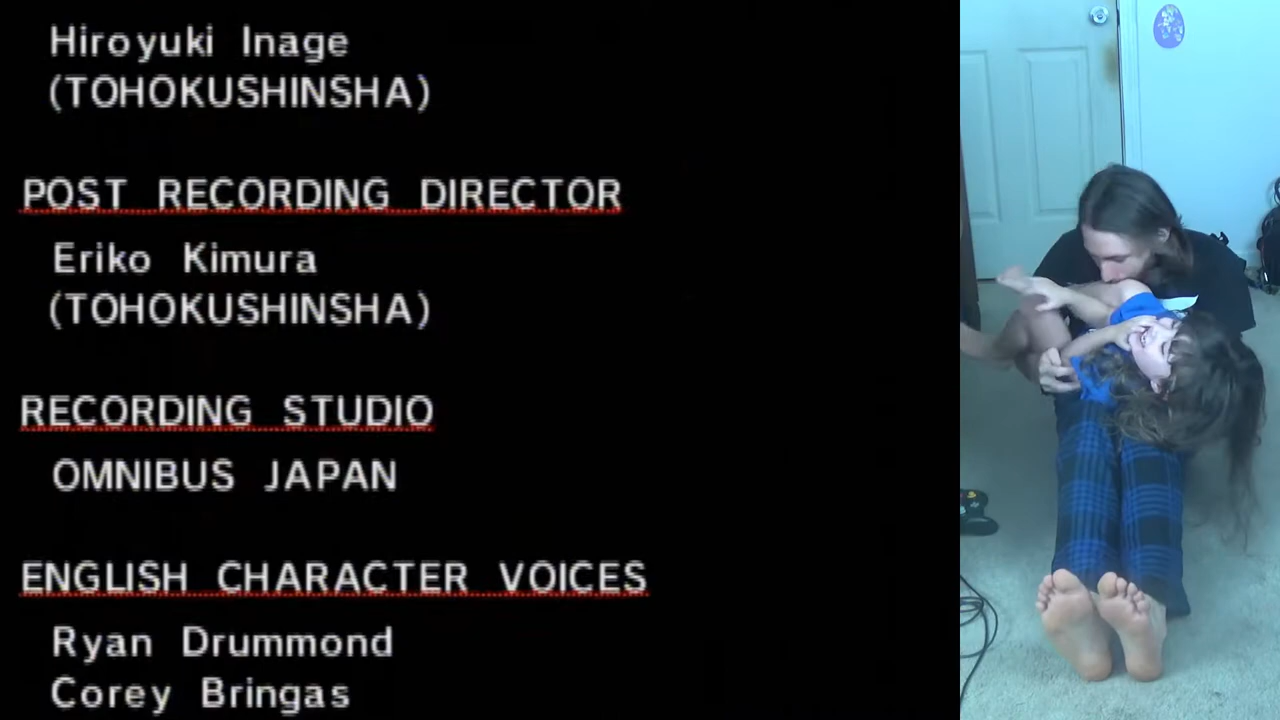 Hiroyuki Inage
(TOHOKUSHINSHA)
POST RECORDING DIRECTOR
Eriko Kimura
(TOHOKUSHINSHA)
RECORDING STUDIO
OMNIBUS JAPAN
ENGLISH CHARACTER VOICES
Ryan Drummond
Corey Bringas